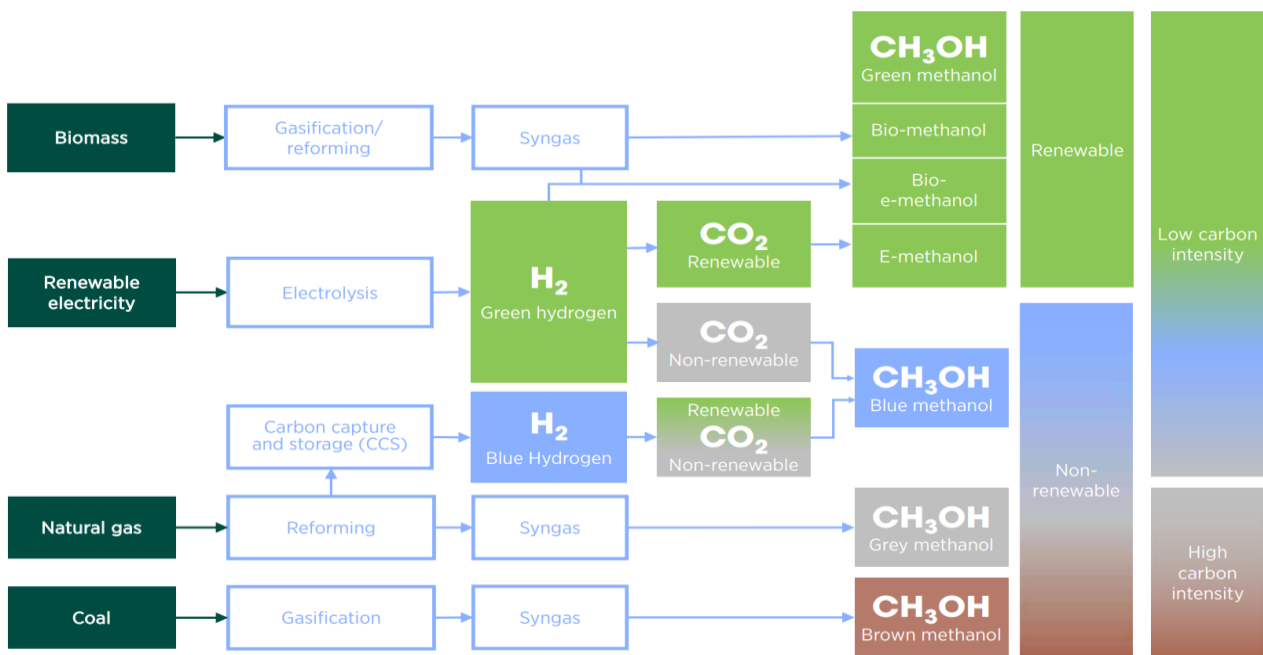 CH₃OH
Green methanol
Biomass
Gasification/
reforming
Syngas
Bio-methanol
Renewable
Bio-
e-methanol
CO₂
Renewable
E-methanol
Low carbon
intensity
Renewable
electricity
Electrolysis
H₂
Green hydrogen
CO₂
Non-renewable
CH₃OH
Blue methanol
Carbon capture
and storage (CCS)
H₂
Blue Hydrogen
Renewable
CO₂
Non-renewable
Non-
renewable
Natural gas
Reforming
Syngas
CH₃OH
Grey methanol
High
carbon
intensity
Coal
Gasification
Syngas
CH₃OH
Brown methanol